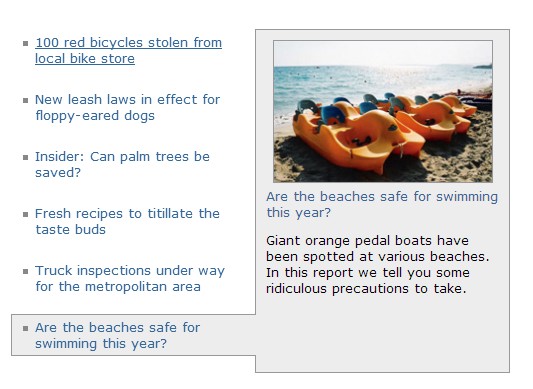 100 red bicycles stolen from
local bike store
New leash laws in effect for
floppy-eared dogs
Insider: Can palm trees be
saved?
Fresh recipes to titillate the
taste buds
Truck inspections under way
for the metropolitan area
Are the beaches safe for
swimming this year?
Are the beaches safe for swimming
this year?
Giant orange pedal boats have
been spotted at various beaches.
In this report we tell you some
ridiculous precautions to take.